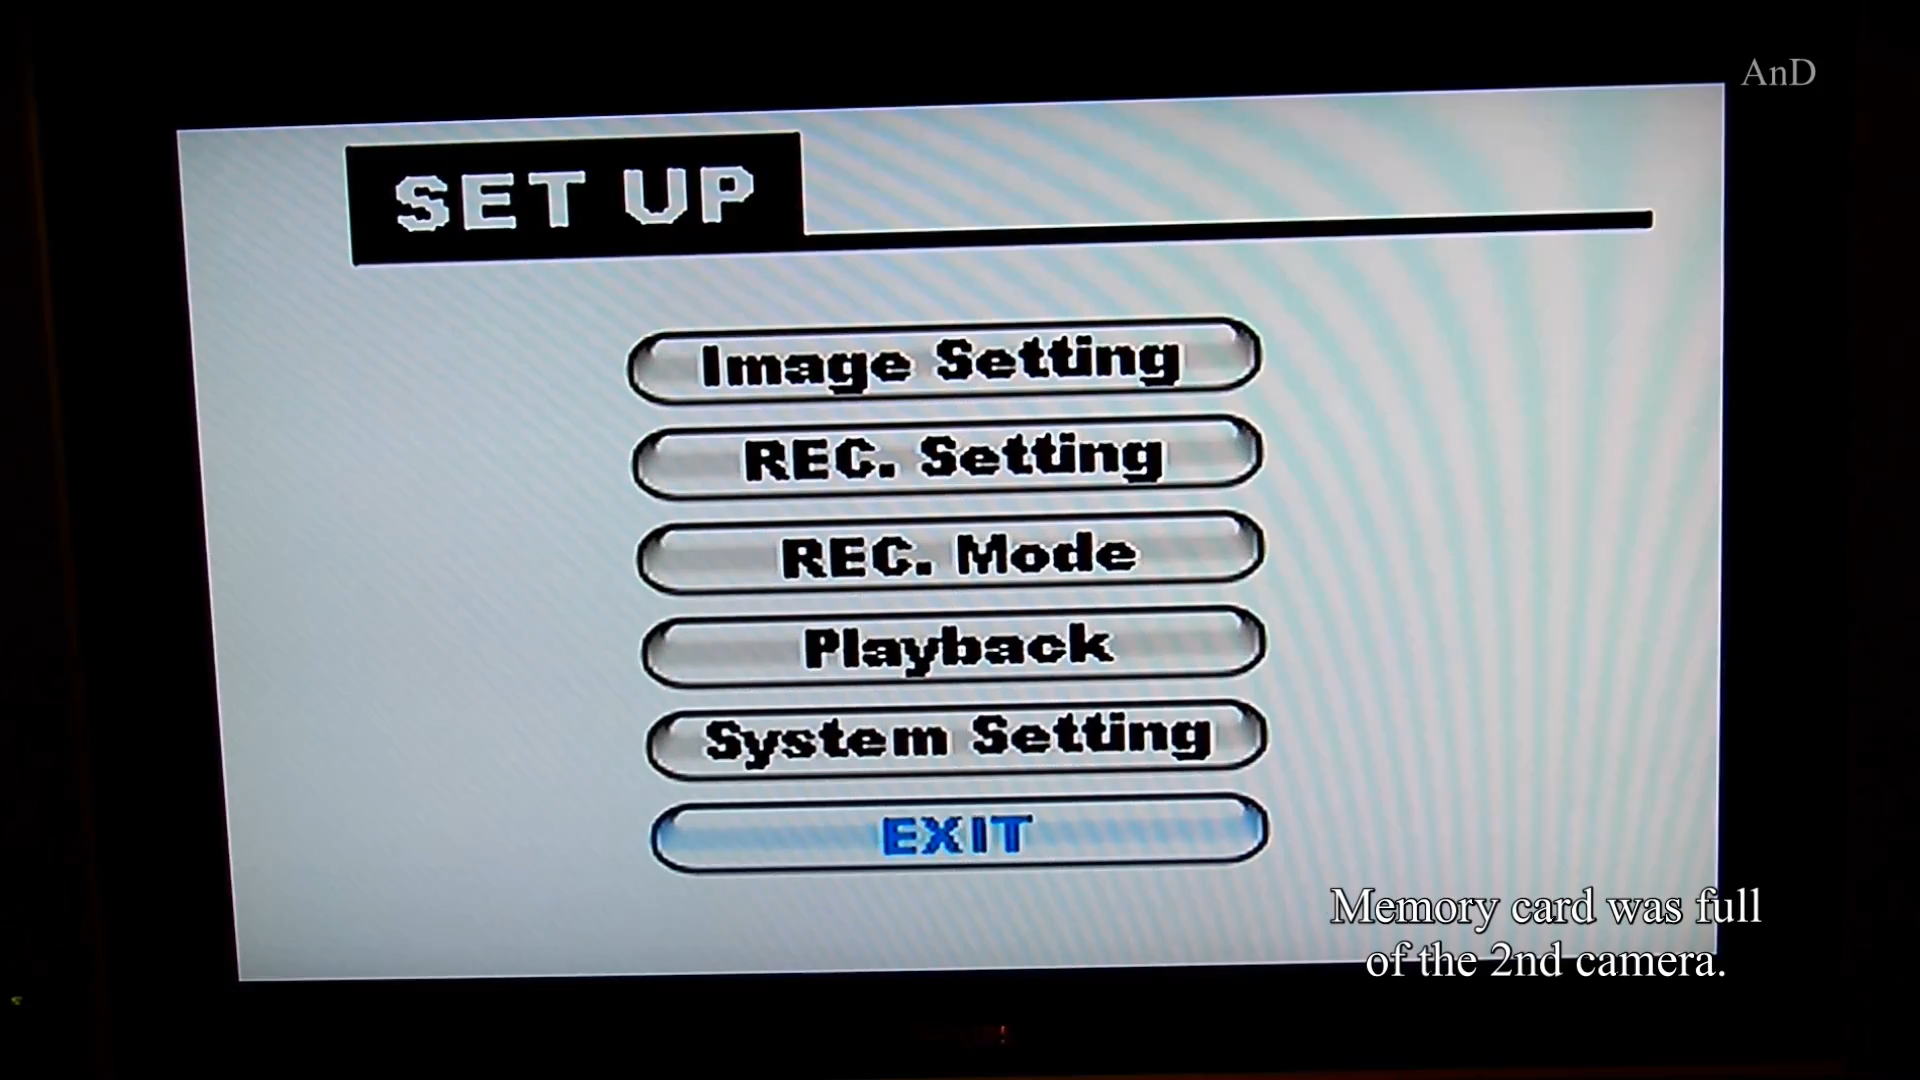 AnD
SET UP
Image Setting
REC. Setting
REC. Mode
Playback
System Setting
EXIT
Memory card was full
of the 2nd camera.